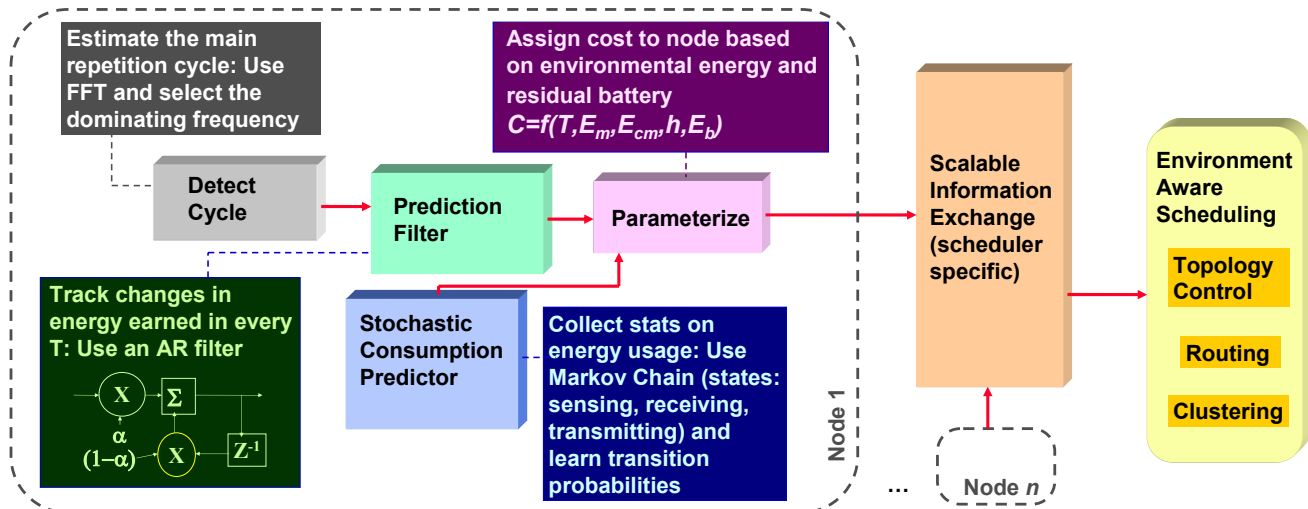 Estimate the main
repetition cycle: Use
FFT and select the
dominating frequency
Assign cost to node based
on environmental energy and
residual battery
C=f(T,Em,Ecm,h,Eb)
Detect
Cycle
Prediction
Filter
Parameterize
Scalable
Information
Exchange
(scheduler
specific)
Environment
Aware
Scheduling
Topology
Control
Routing
Clustering
Track changes in
energy earned in every
T: Use an AR filter
X
Σ
α
(1−α)
X
Z-1
Stochastic
Consumption
Predictor
Collect stats on
energy usage: Use
Markov Chain (states:
sensing, receiving,
transmitting) and
learn transition
probabilities
Node 1
...
Node n